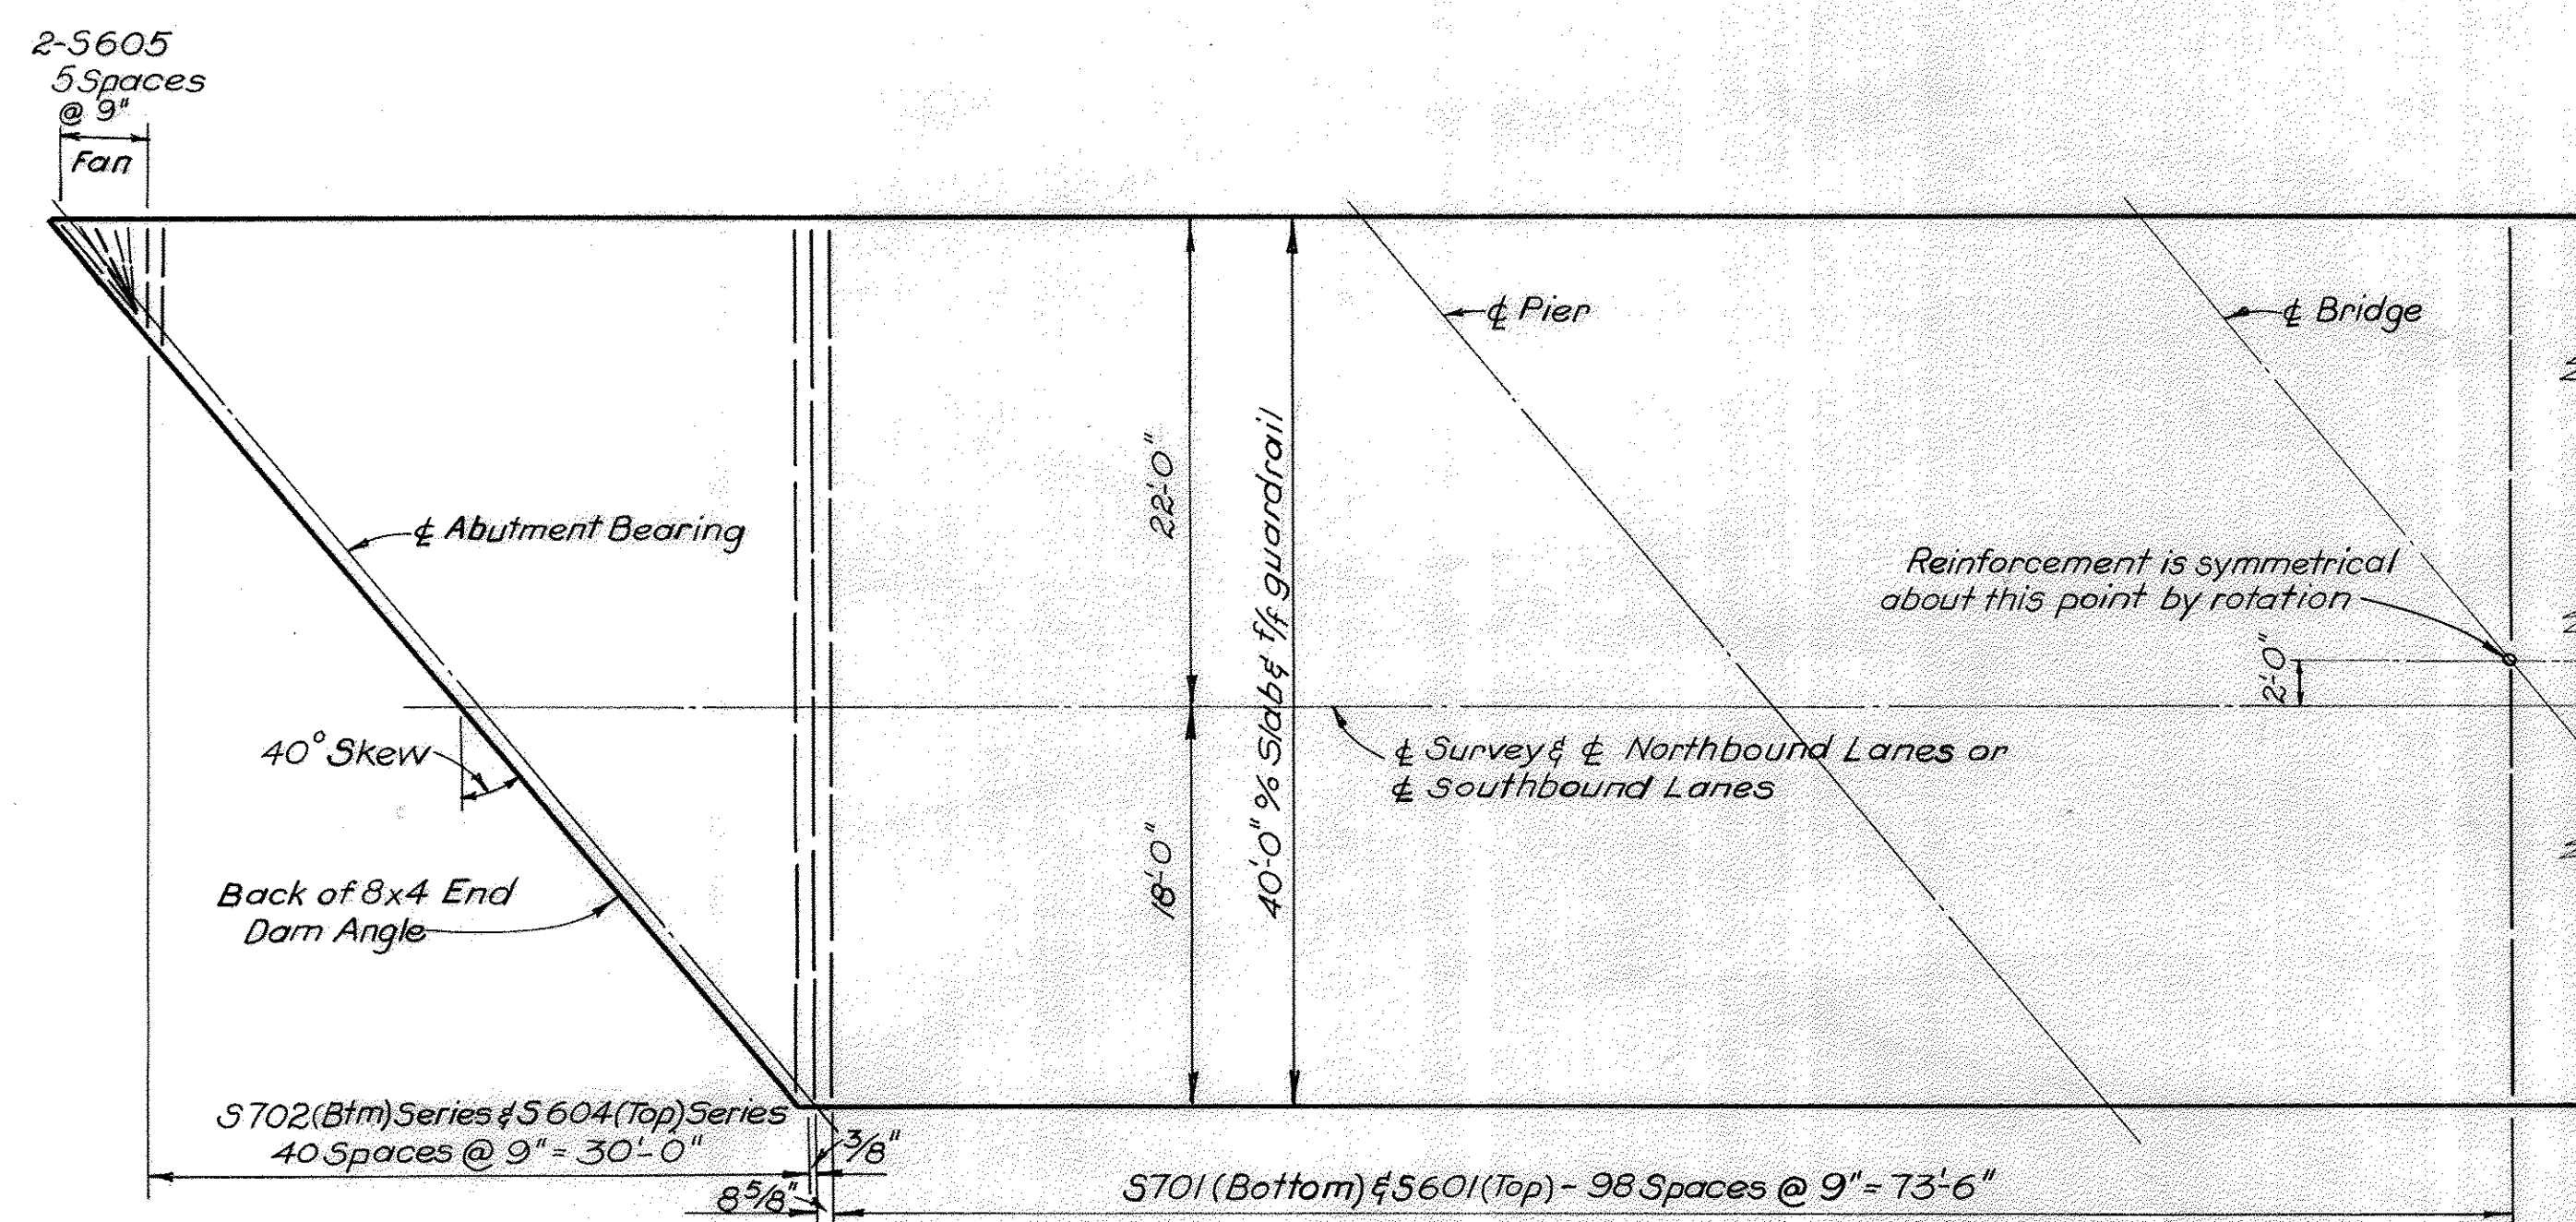 2-S605
5 Spaces
@ 9"
Fan
℄ Pier
℄ Bridge
22'-0"
40'-0" % Slab & f/f guardrail
℄ Abutment Bearing
Reinforcement is symmetrical
about this point by rotation
2'-0"
40° Skew
℄ Survey & ℄ Northbound Lanes or
℄ Southbound Lanes
18'-0"
Back of 8x4 End
Dam Angle
S702(Btm)Series & S604(Top)Series
40 Spaces @ 9" = 30'-0"
3/8"
8 5/8"
S701 (Bottom) & S601 (Top) - 98 Spaces @ 9" = 73'-6"